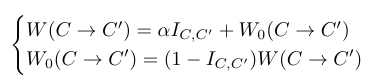 W(C → C′) = αI_{C,C′} + W_0(C → C′)
W_0(C → C′) = (1 − I_{C,C′})W(C → C′)